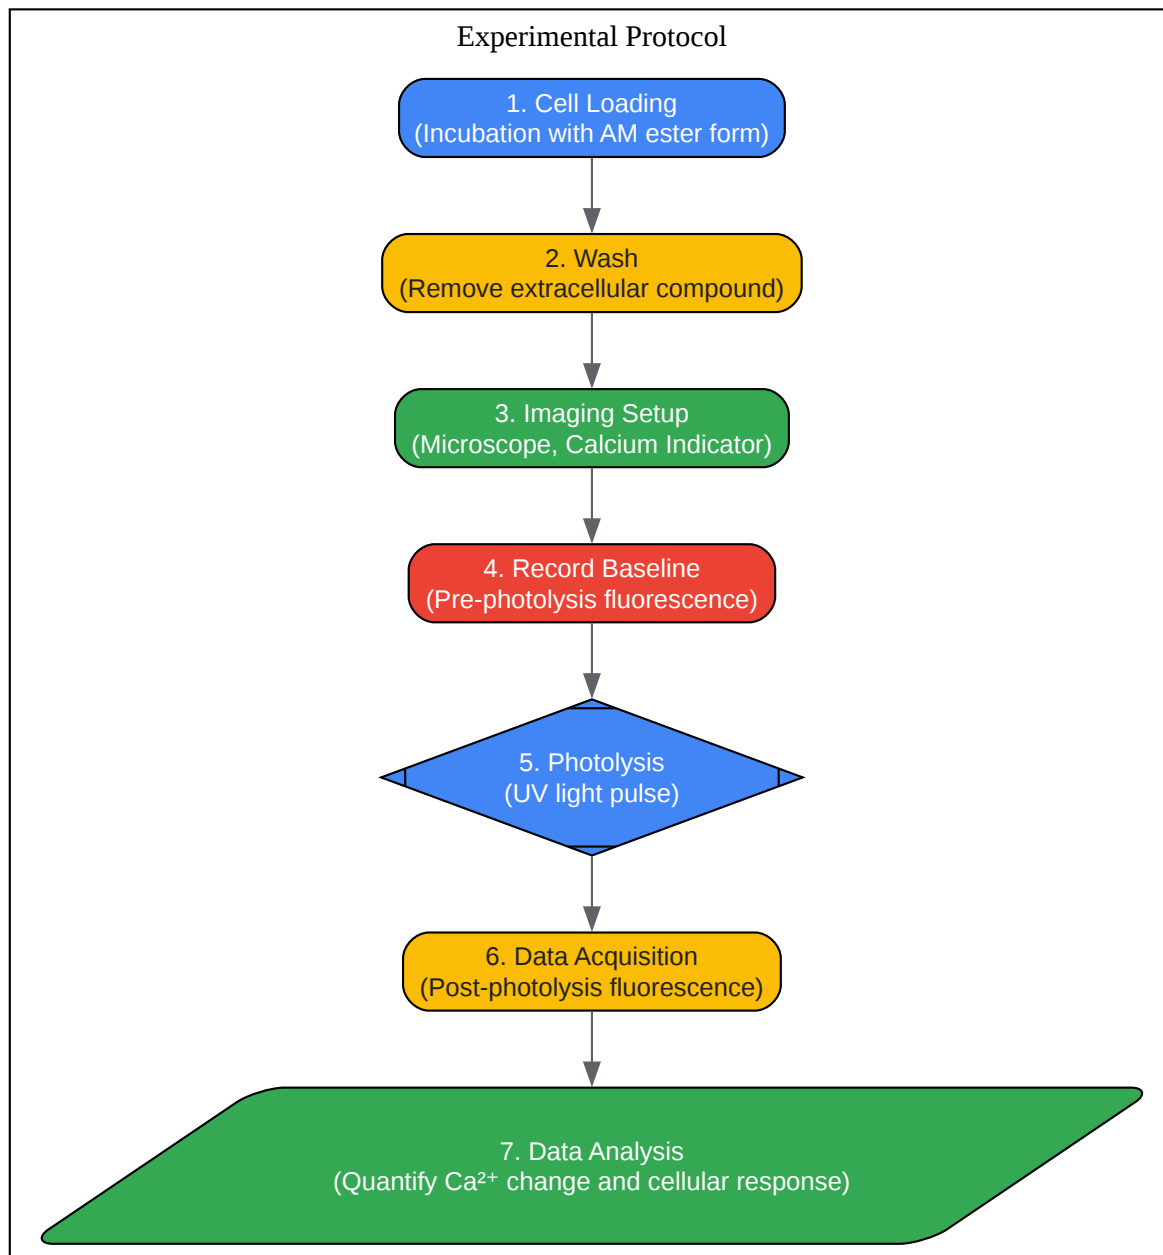 Experimental Protocol
1. Cell Loading
(Incubation with AM ester form)
2. Wash
(Remove extracellular compound)
3. Imaging Setup
(Microscope, Calcium Indicator)
4. Record Baseline
(Pre-photolysis fluorescence)
5. Photolysis
(UV light pulse)
6. Data Acquisition
(Post-photolysis fluorescence)
7. Data Analysis
(Quantify Ca²⁺ change and cellular response)